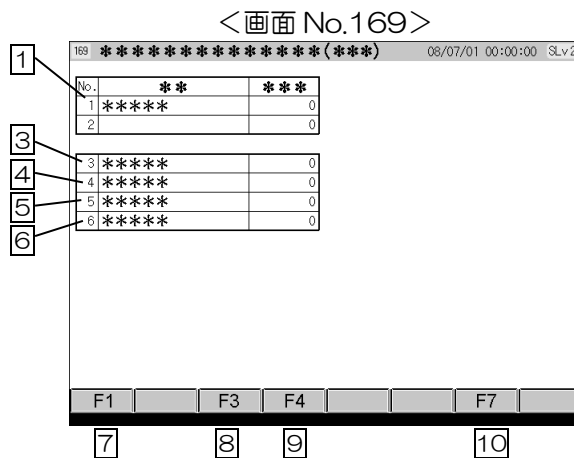 <画面 No.169>
169 *************(***) 08/07/01 00:00:00 SLv2
1
No. ** ***
1 ***** 0
2 0
3 3 ***** 0
4 4 ***** 0
5 5 ***** 0
6 6 ***** 0
F1 F3 F4 F7
7 8 9 10